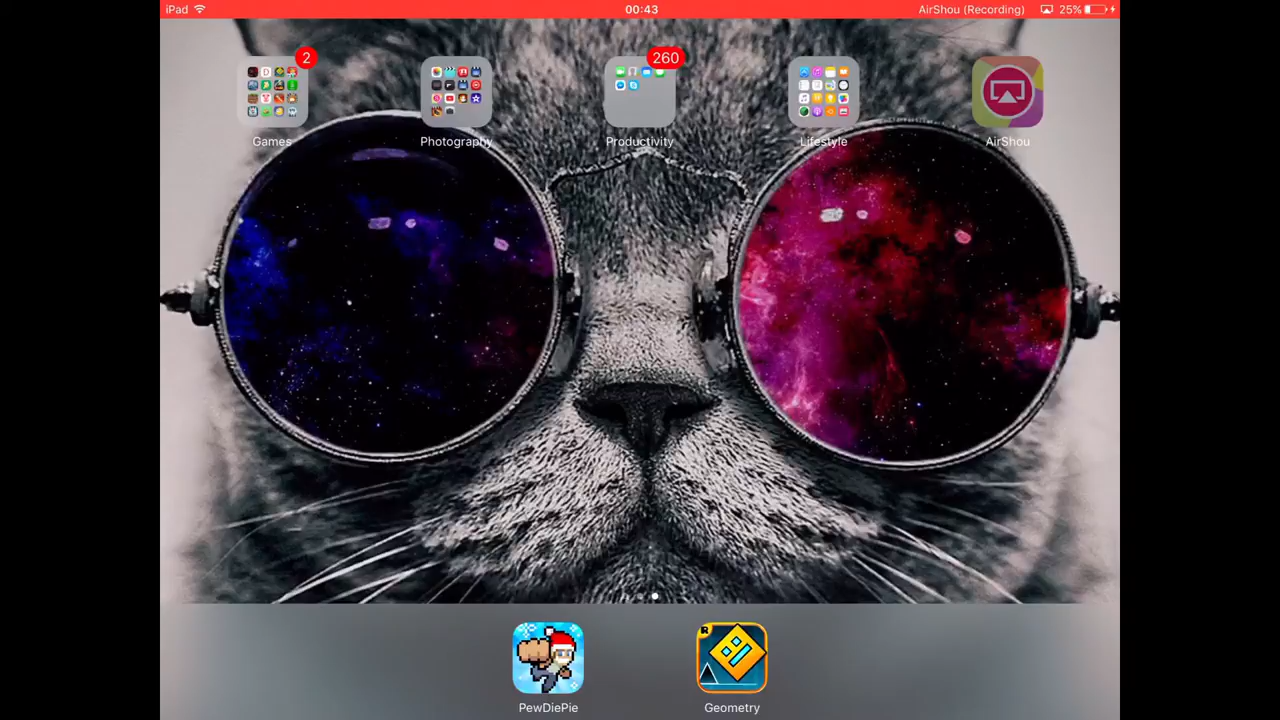 iPad 00:43 AirShou (Recording) 25%
2 260
Games Photography Productivity Lifestyle AirShou
R
PewDiePie Geometry